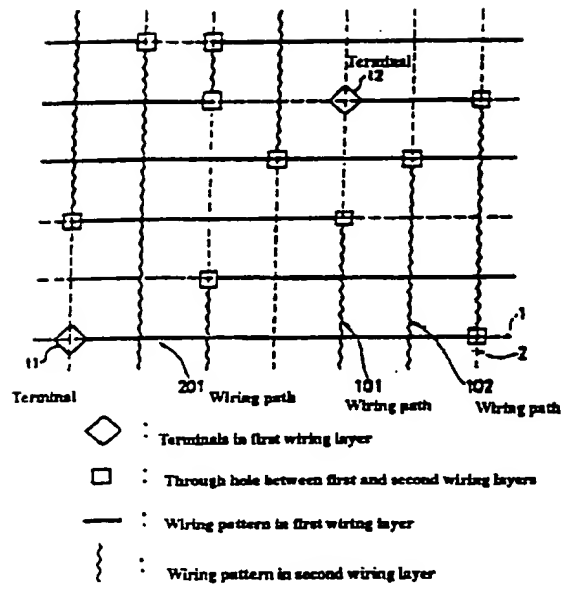 Terminal
t2
1
2
t1
201
101
102
Terminal
Wiring path
Wiring path
Wiring path
: Terminals in first wiring layer
: Through hole between first and second wiring layers
: Wiring pattern in first wiring layer
: Wiring pattern in second wiring layer